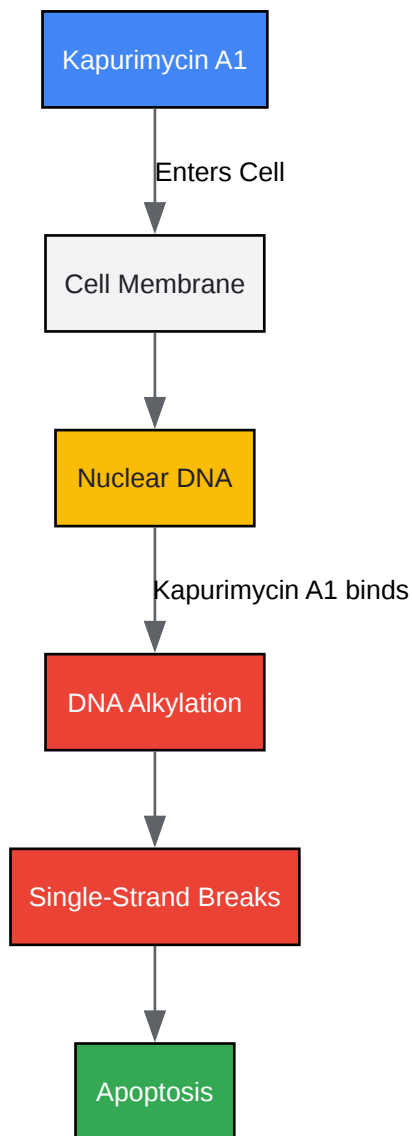 Kapurimycin A1
Enters Cell
Cell Membrane
Nuclear DNA
Kapurimycin A1 binds
DNA Alkylation
Single-Strand Breaks
Apoptosis